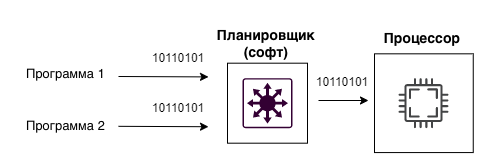 Планировщик
(софт)
Процессор
Программа 1
10110101
Программа 2
10110101
10110101